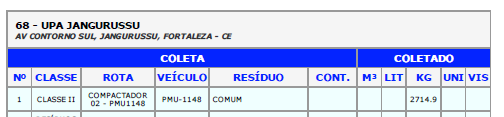 68 - UPA JANGURUSSU
AV CONTORNO SUL, JANGURUSSU, FORTALEZA - CE
COLETA COLETADO
Nº CLASSE ROTA VEÍCULO RESÍDUO CONT. M³ LIT KG UNI VIS
1 CLASSE II COMPACTADOR 02 - PMU1148 PMU-1148 COMUM 2714.9